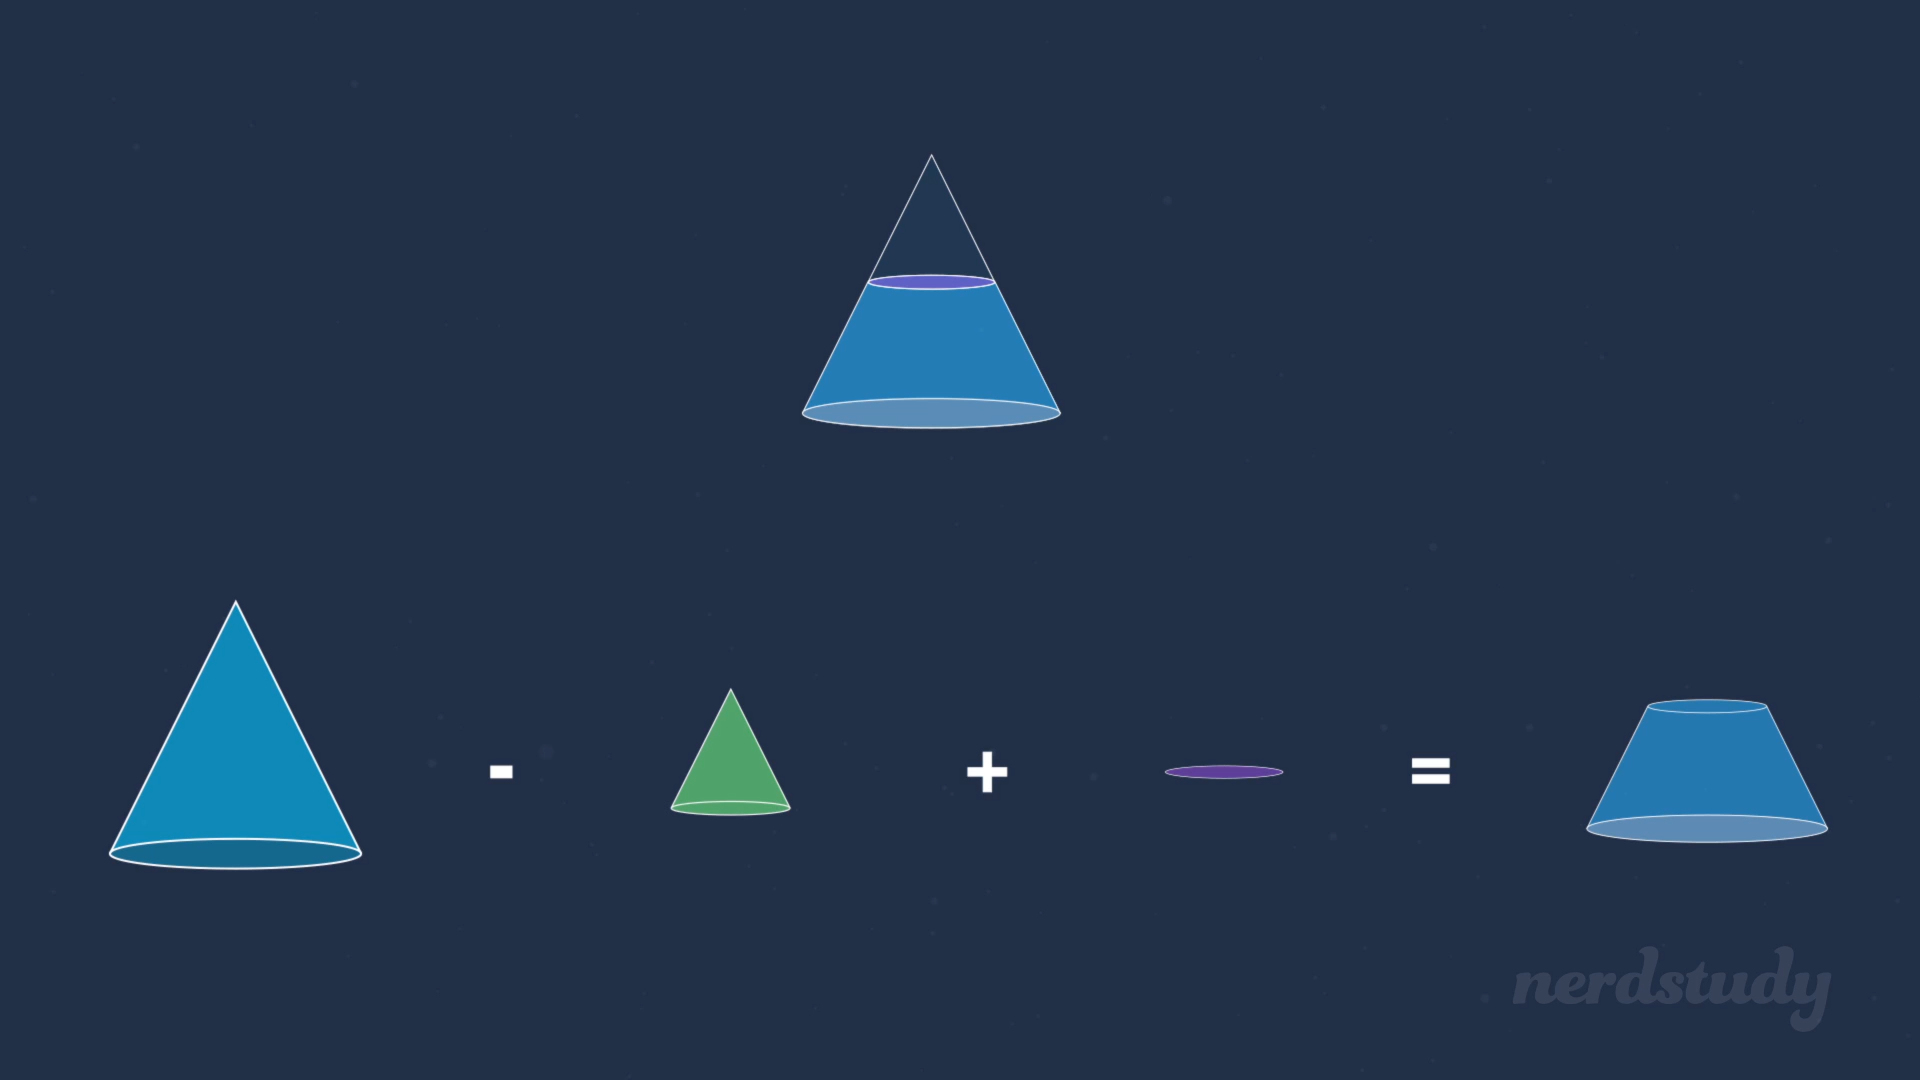 - + =
nerdstudy